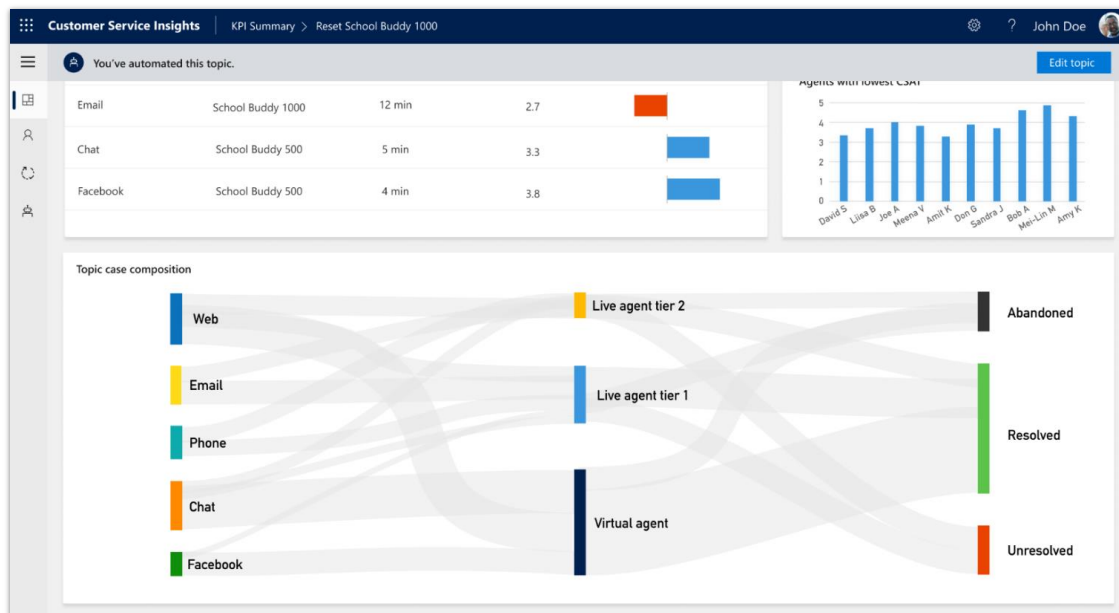 Customer Service Insights KPI Summary > Reset School Buddy 1000 ? John Doe
You've automated this topic. Edit topic
Agents with lowest CSAT
Email School Buddy 1000 12 min 2.7
Chat School Buddy 500 5 min 3.3
Facebook School Buddy 500 4 min 3.8
5
4
3
2
1
0
David S
Liisa B
Joe A
Meena V
Amit K
Don G
Sandra J
Bob A
Mei-Lin M
Amy K
Topic case composition
Web
Email
Phone
Chat
Facebook
Live agent tier 2
Live agent tier 1
Virtual agent
Abandoned
Resolved
Unresolved